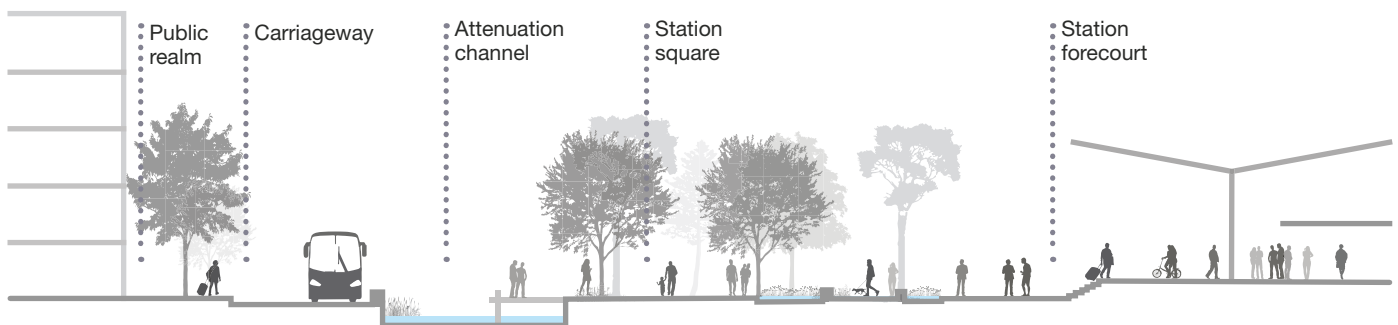 Public
realm
Carriageway
Attenuation
channel
Station
square
Station
forecourt